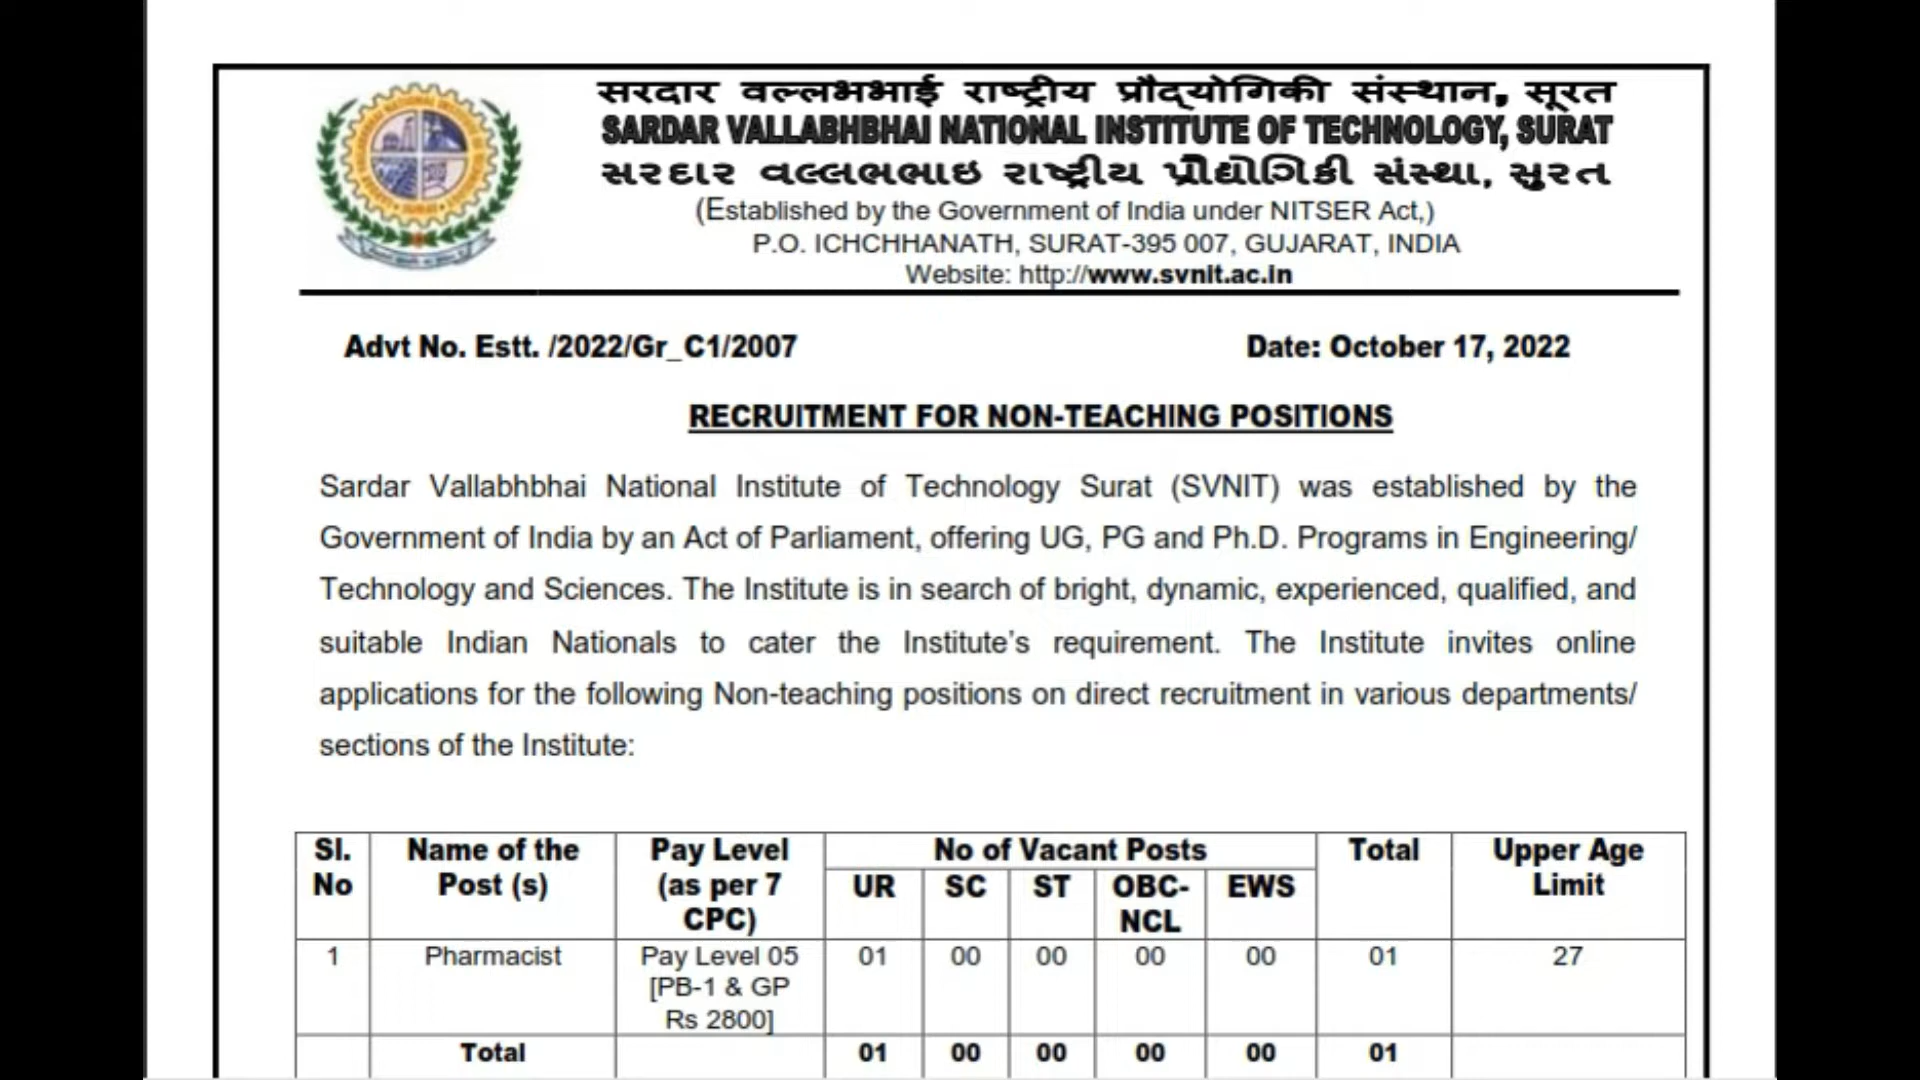 सरदार वल्लभभाई राष्ट्रीय प्रौद्योगिकी संस्थान, सूरत
SARDAR VALLABHBHAI NATIONAL INSTITUTE OF TECHNOLOGY, SURAT
સરદાર વલ્લભભાઇ રાષ્ટ્રીય પ્રૌદ્યોગિકી સંસ્થા, સુરત
(Established by the Government of India under NITSER Act,)
P.O. ICHCHHANATH, SURAT-395 007, GUJARAT, INDIA
Website: http://www.svnit.ac.in
Advt No. Estt. /2022/Gr_C1/2007 Date: October 17, 2022
RECRUITMENT FOR NON-TEACHING POSITIONS
Sardar Vallabhbhai National Institute of Technology Surat (SVNIT) was established by the
Government of India by an Act of Parliament, offering UG, PG and Ph.D. Programs in Engineering/
Technology and Sciences. The Institute is in search of bright, dynamic, experienced, qualified, and
suitable Indian Nationals to cater the Institute's requirement. The Institute invites online
applications for the following Non-teaching positions on direct recruitment in various departments/
sections of the Institute:
Sl. Name of the Pay Level No of Vacant Posts Total Upper Age
No Post (s) (as per 7 UR SC ST OBC- EWS Limit
CPC) NCL
1 Pharmacist Pay Level 05 01 00 00 00 00 01 27
[PB-1 & GP
Rs 2800]
Total 01 00 00 00 00 01